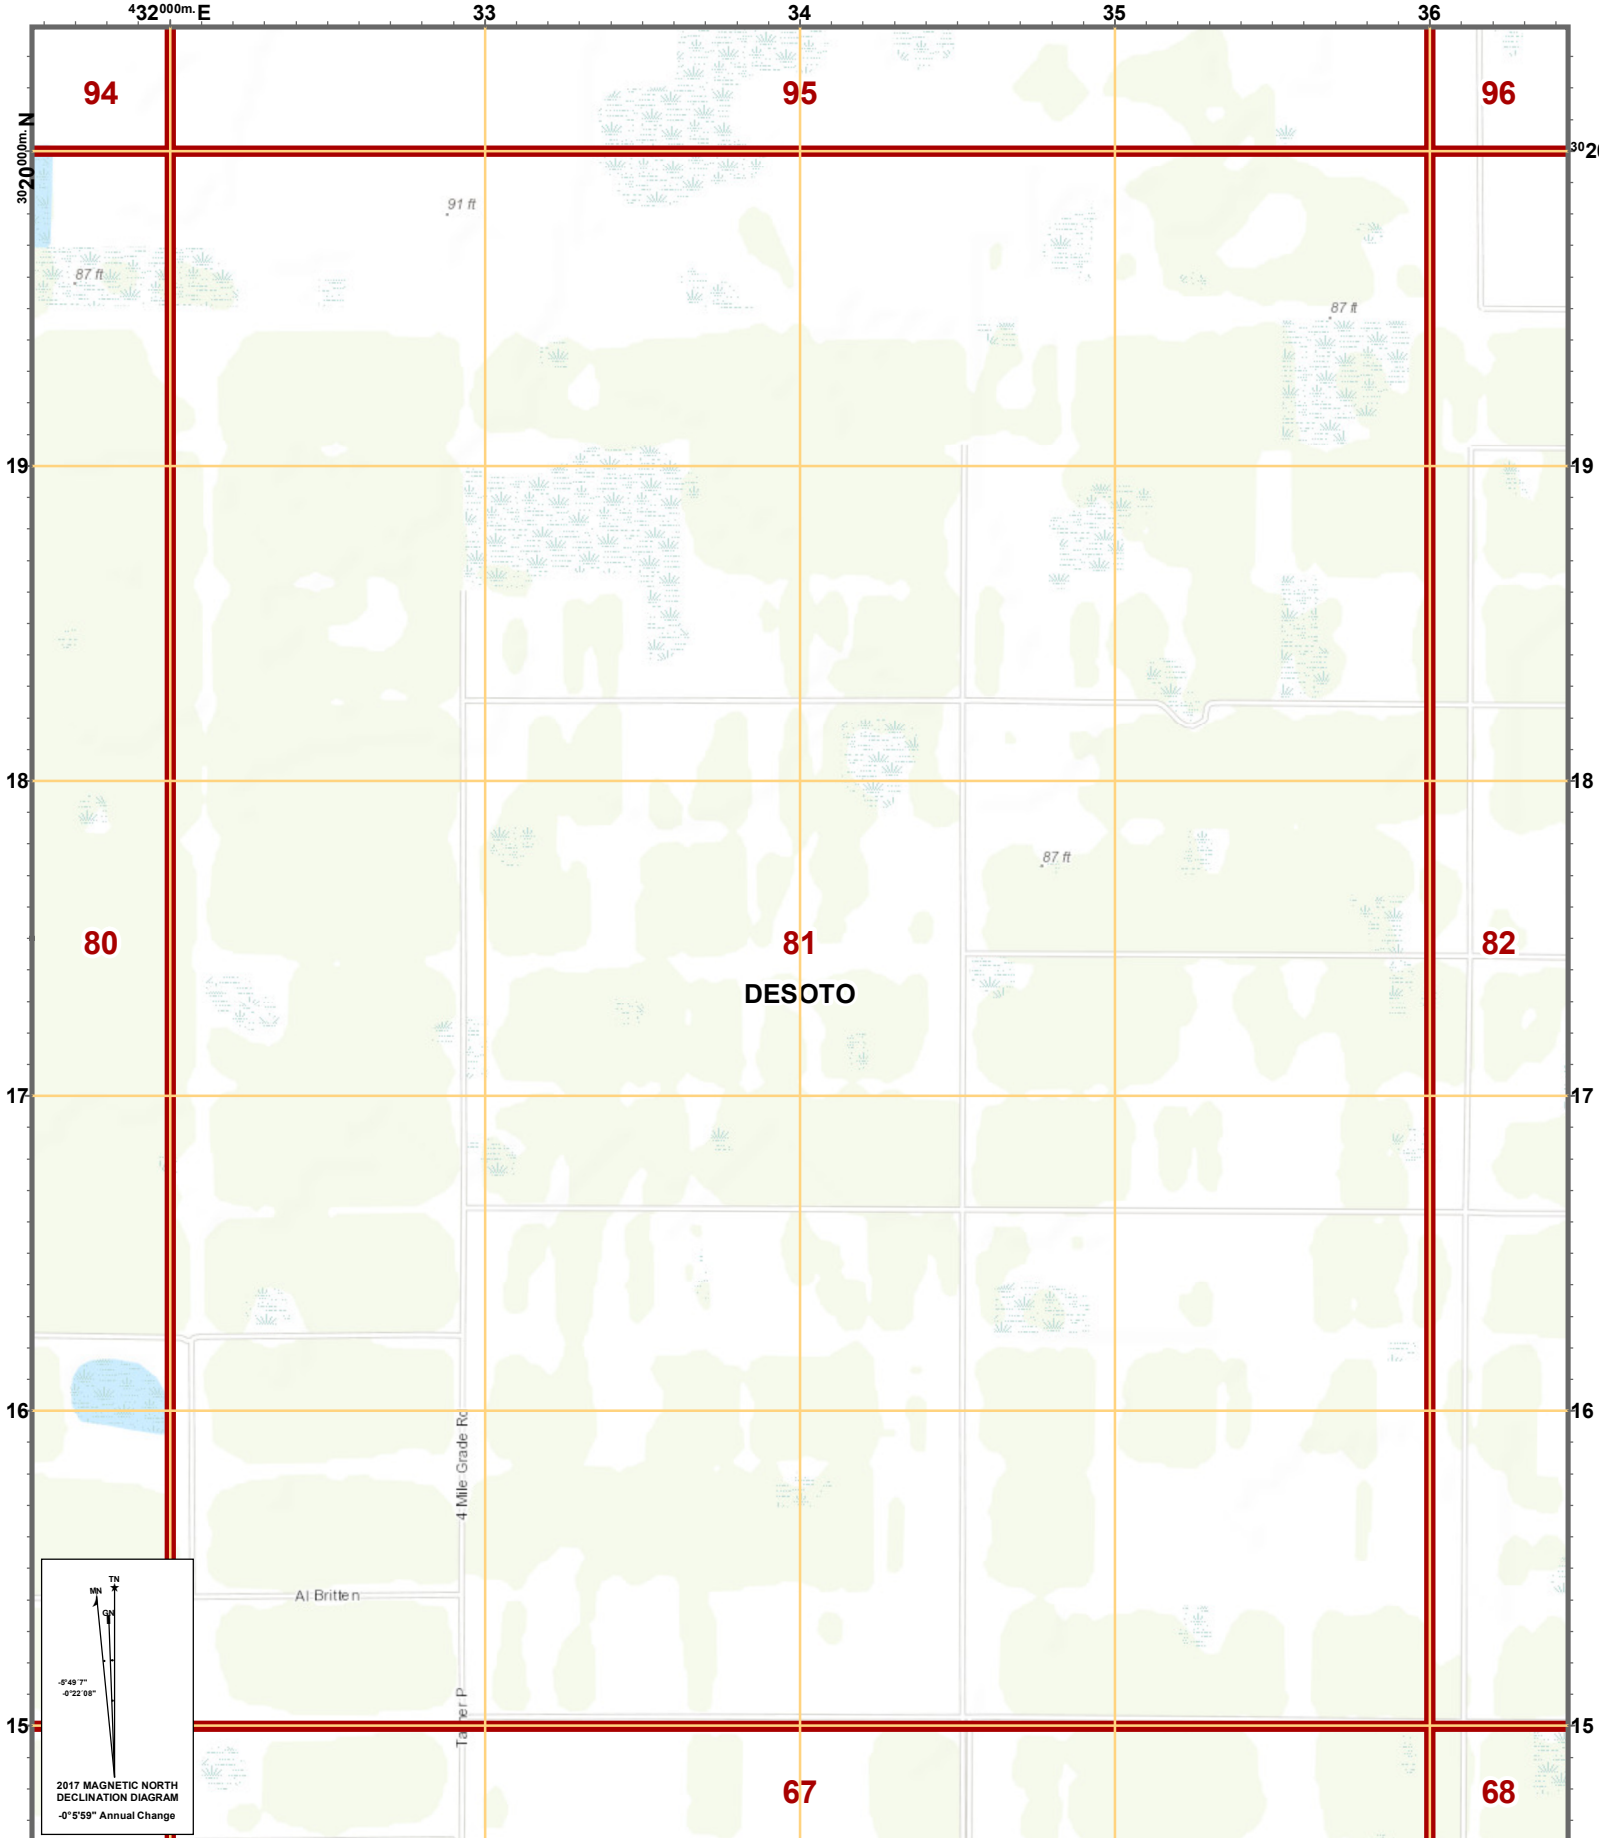 ⁴32⁰⁰⁰ᵐ·E 33 34 35 36
94 95 96
³⁰20⁰⁰⁰ᵐ·N
³⁰20
91 ft
87 ft
87 ft
19 19
18 18
87 ft
80 81 82
DESOTO
17 17
16 16
4 Mile Grade Rd
Al Britten
TN
MN
GN
-5°49´7"
-0°22´08"
15 15
2017 MAGNETIC NORTH
DECLINATION DIAGRAM
-0°5'59" Annual Change
67 68